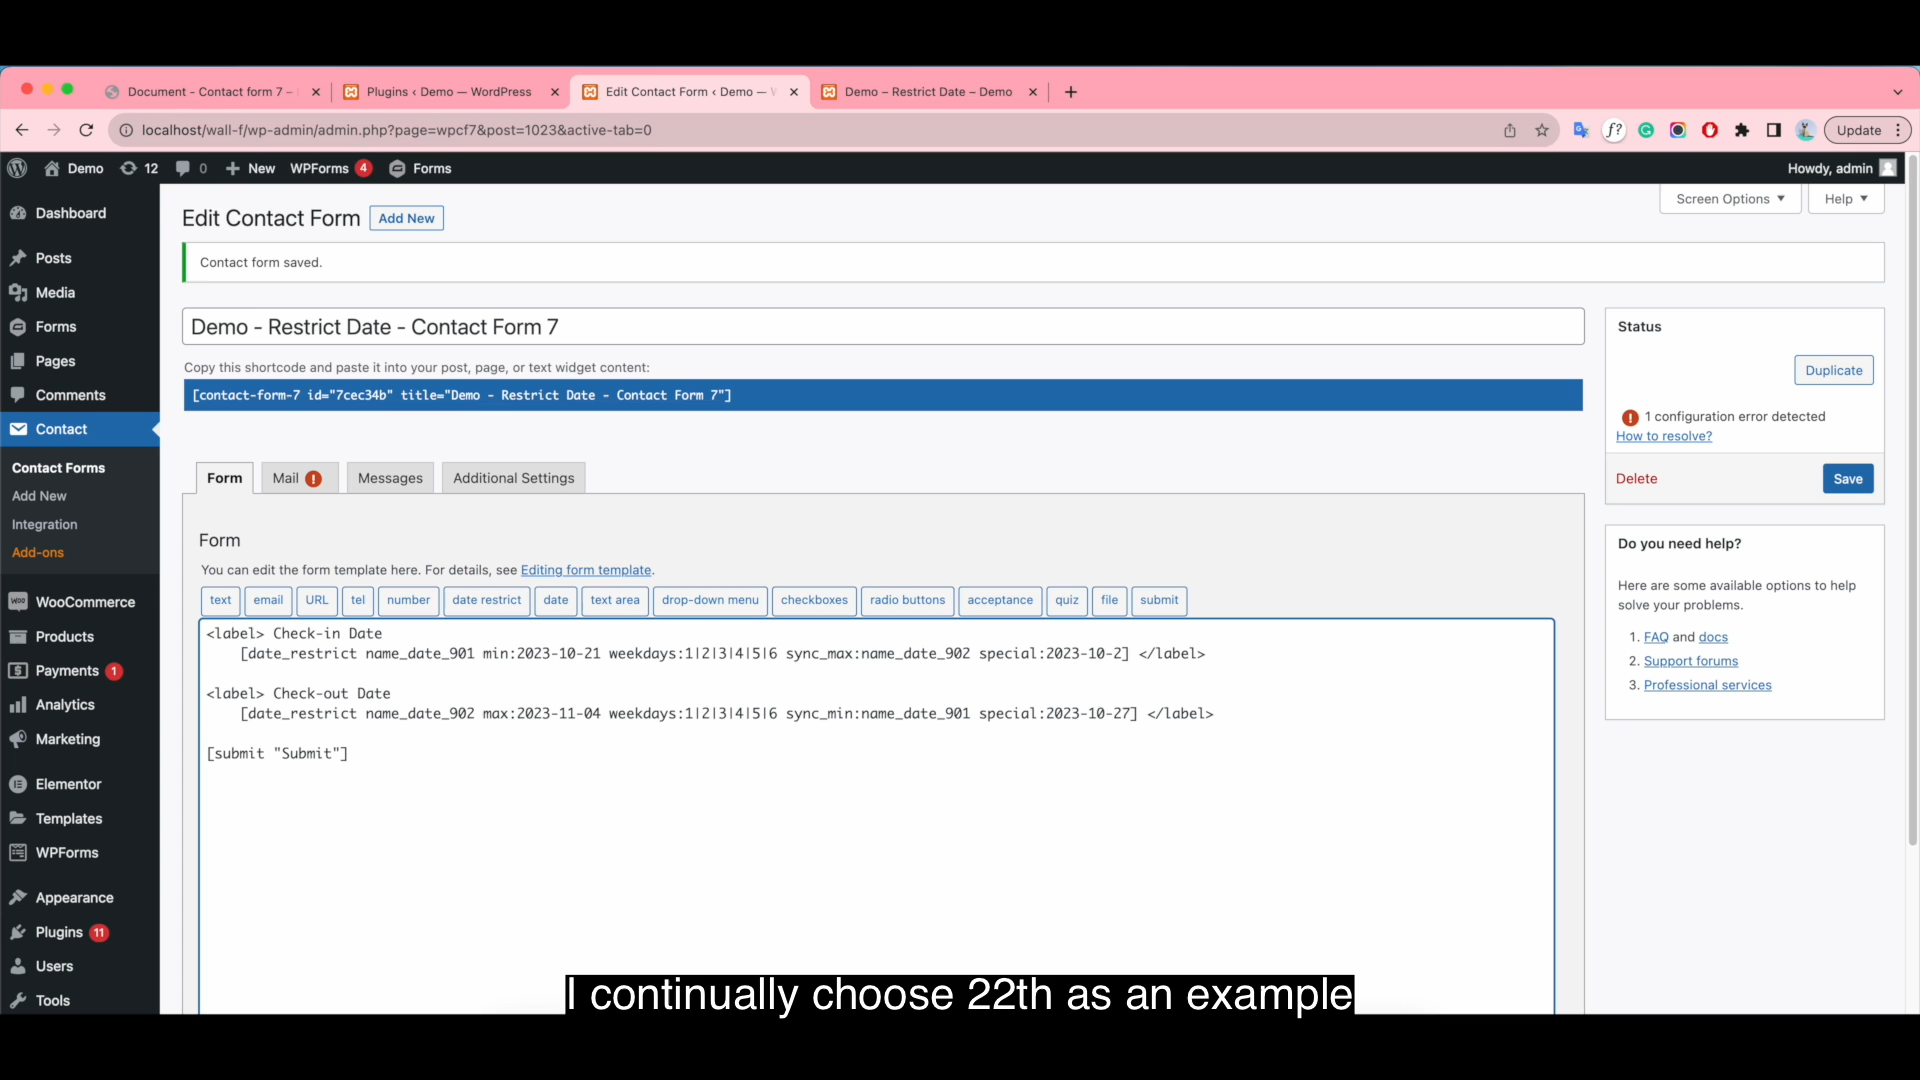 Document - Contact form 7 –
Plugins ‹ Demo — WordPress
Edit Contact Form ‹ Demo — W
Demo – Restrict Date – Demo
localhost/wall-f/wp-admin/admin.php?page=wpcf7&post=1023&active-tab=0
f?
Update
Demo
12
0
New
WPForms 4
Forms
Howdy, admin
Screen Options
Help
Dashboard
Posts
Media
Forms
Pages
Comments
Contact
Contact Forms
Add New
Integration
Add-ons
WooCommerce
Products
Payments 1
Analytics
Marketing
Elementor
Templates
WPForms
Appearance
Plugins 11
Users
Tools
Edit Contact Form
Add New
Contact form saved.
Demo - Restrict Date - Contact Form 7
Copy this shortcode and paste it into your post, page, or text widget content:
[contact-form-7 id="7cec34b" title="Demo - Restrict Date - Contact Form 7"]
Form
Mail !
Messages
Additional Settings
Form
You can edit the form template here. For details, see Editing form template.
text
email
URL
tel
number
date restrict
date
text area
drop-down menu
checkboxes
radio buttons
acceptance
quiz
file
submit
<label> Check-in Date
[date_restrict name_date_901 min:2023-10-21 weekdays:1|2|3|4|5|6 sync_max:name_date_902 special:2023-10-2] </label>
<label> Check-out Date
[date_restrict name_date_902 max:2023-11-04 weekdays:1|2|3|4|5|6 sync_min:name_date_901 special:2023-10-27] </label>
[submit "Submit"]
Status
Duplicate
! 1 configuration error detected
How to resolve?
Delete
Save
Do you need help?
Here are some available options to help
solve your problems.
1. FAQ and docs
2. Support forums
3. Professional services
I continually choose 22th as an example